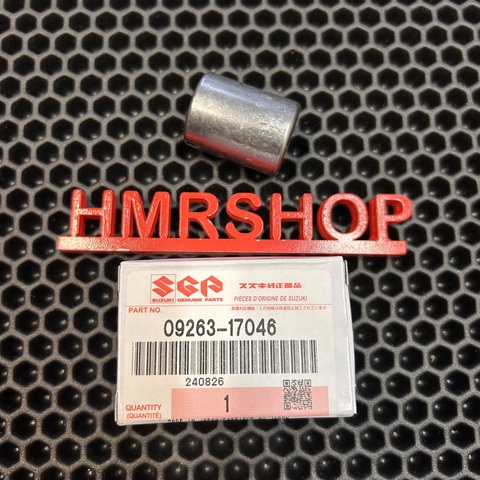 HMRSHOP
SGP
スズキ純正部品
SUZUKI GENUINE PARTS
PIÈCES D'ORIGINE DE SUZUKI
PART NO.
09263-17046
240826
QUANTITY
(QUANTITÉ)
1